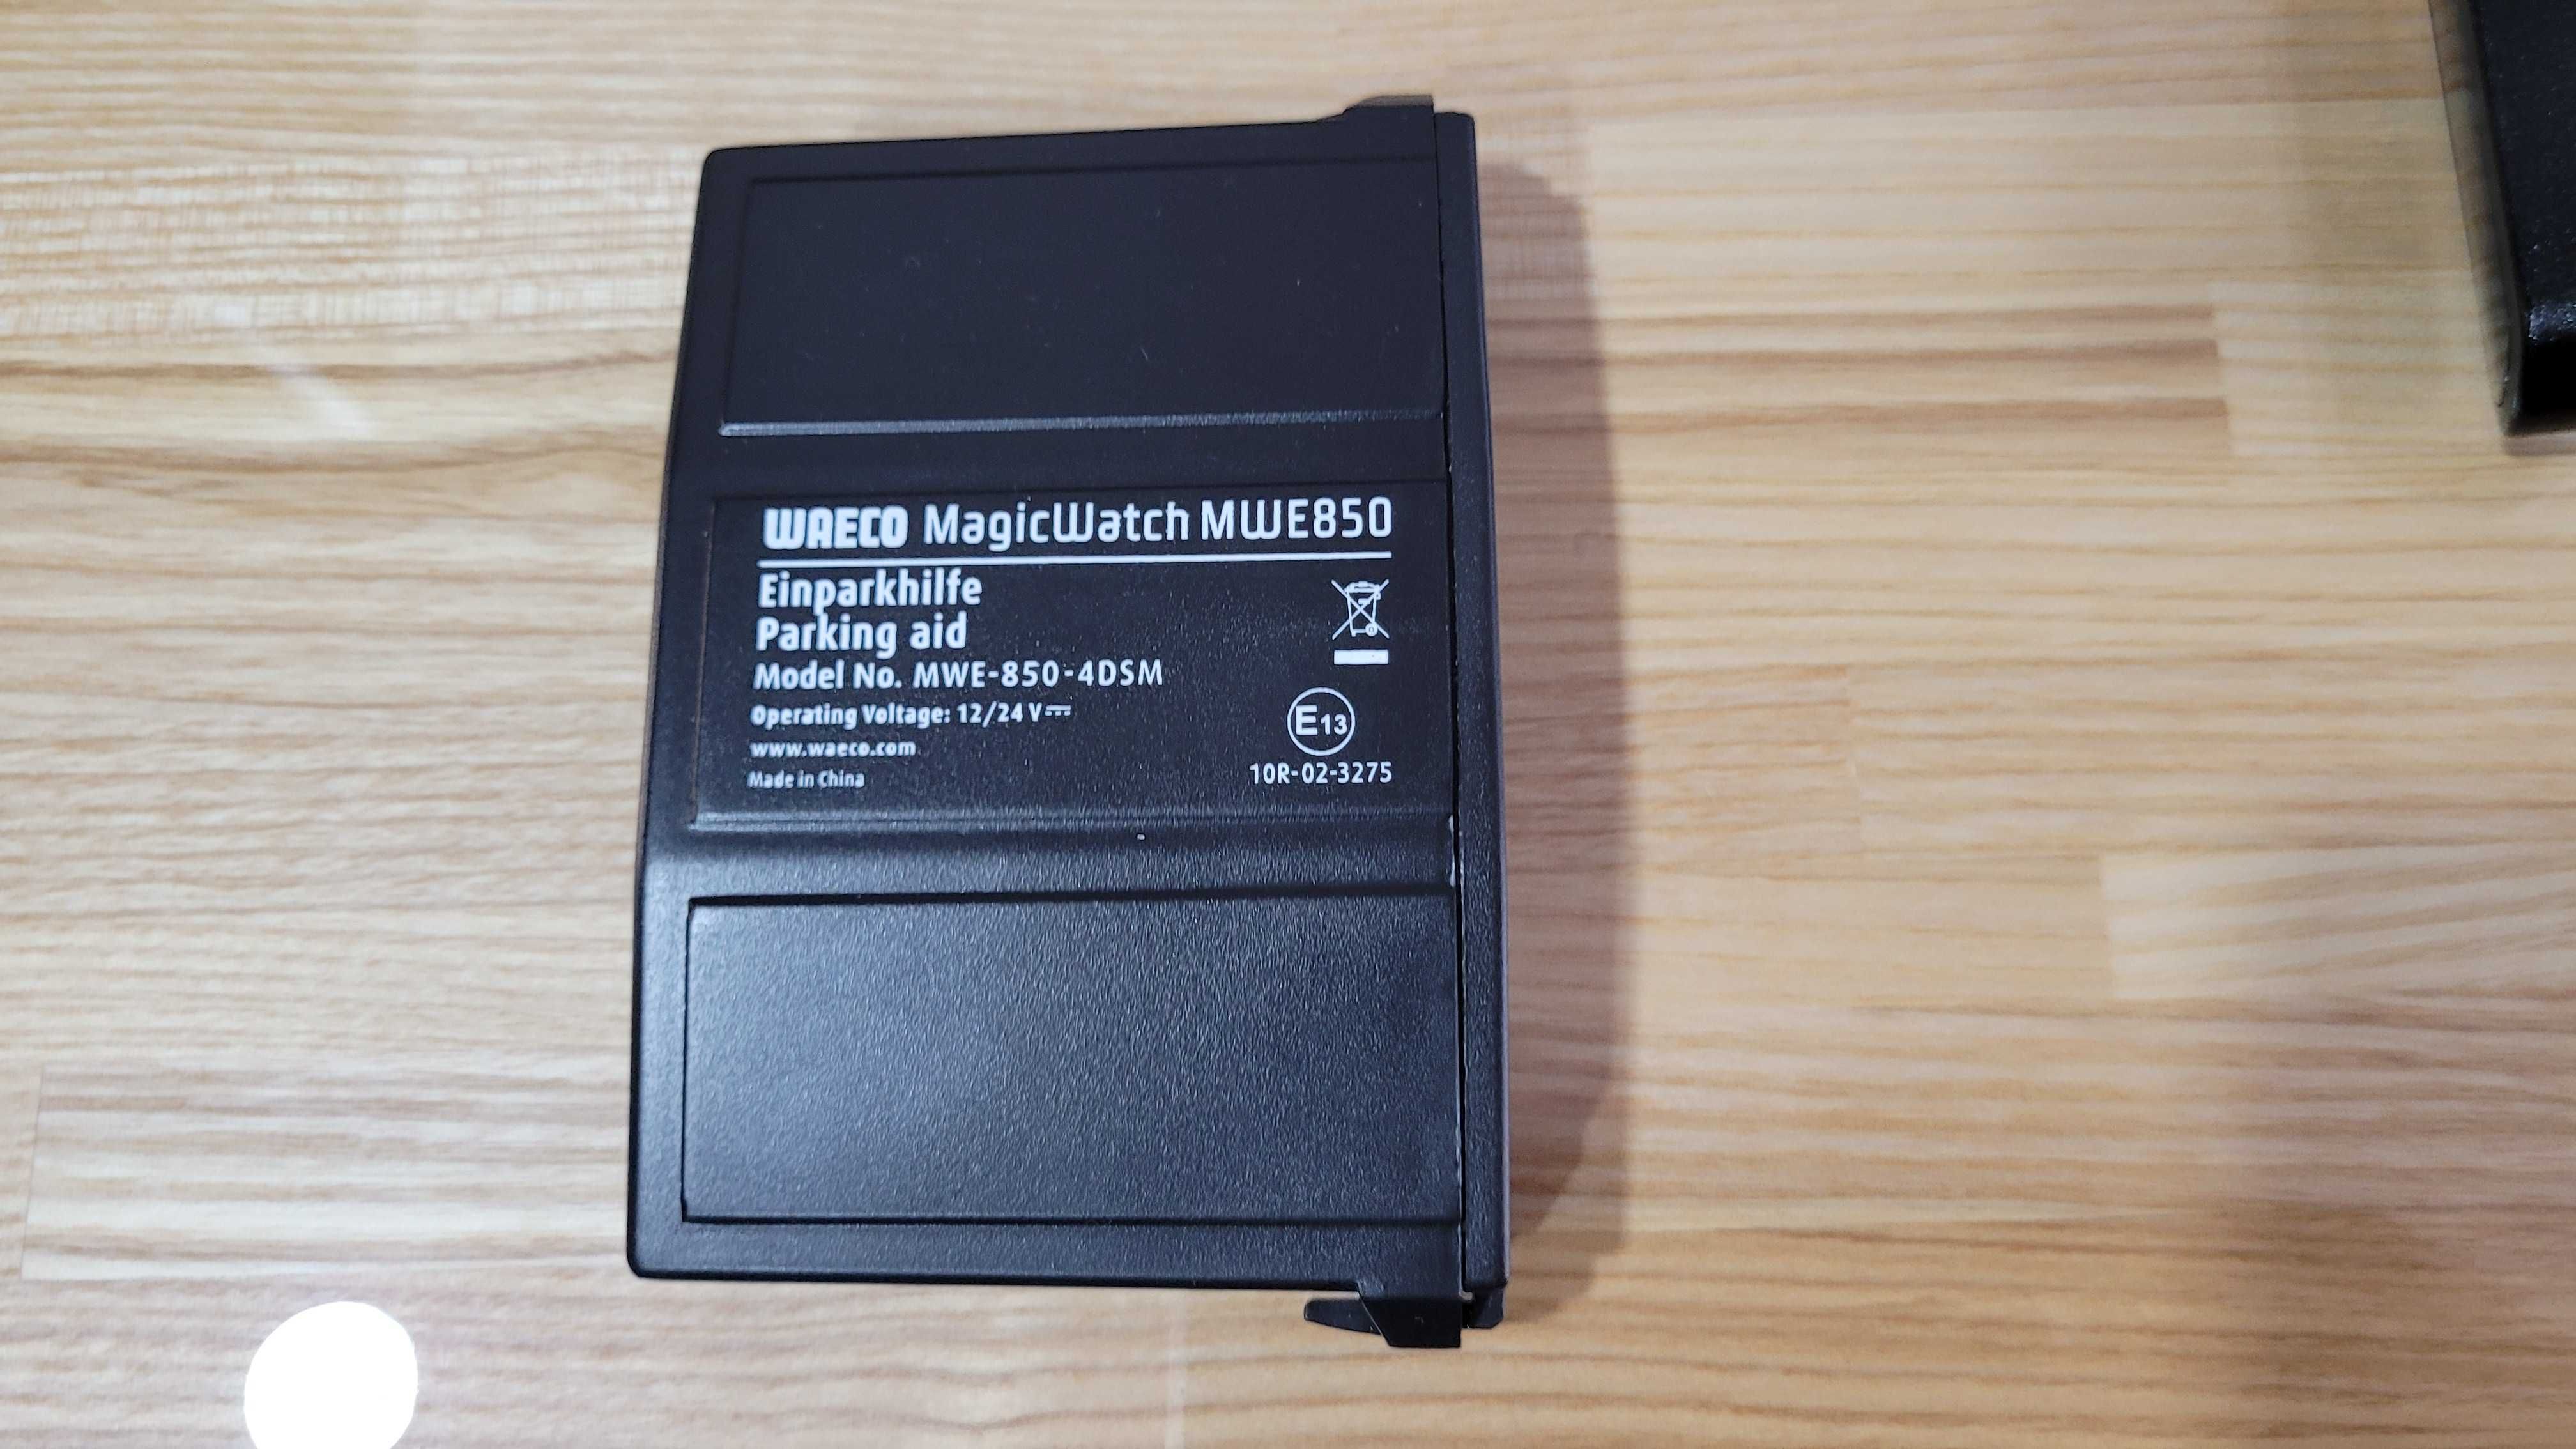 WAECO MagicWatch MWE850
Einparkhilfe
Parking aid
Model No. MWE-850-4DSM
Operating Voltage: 12/24 V
www.waeco.com
Made in China
E13
10R-02-3275